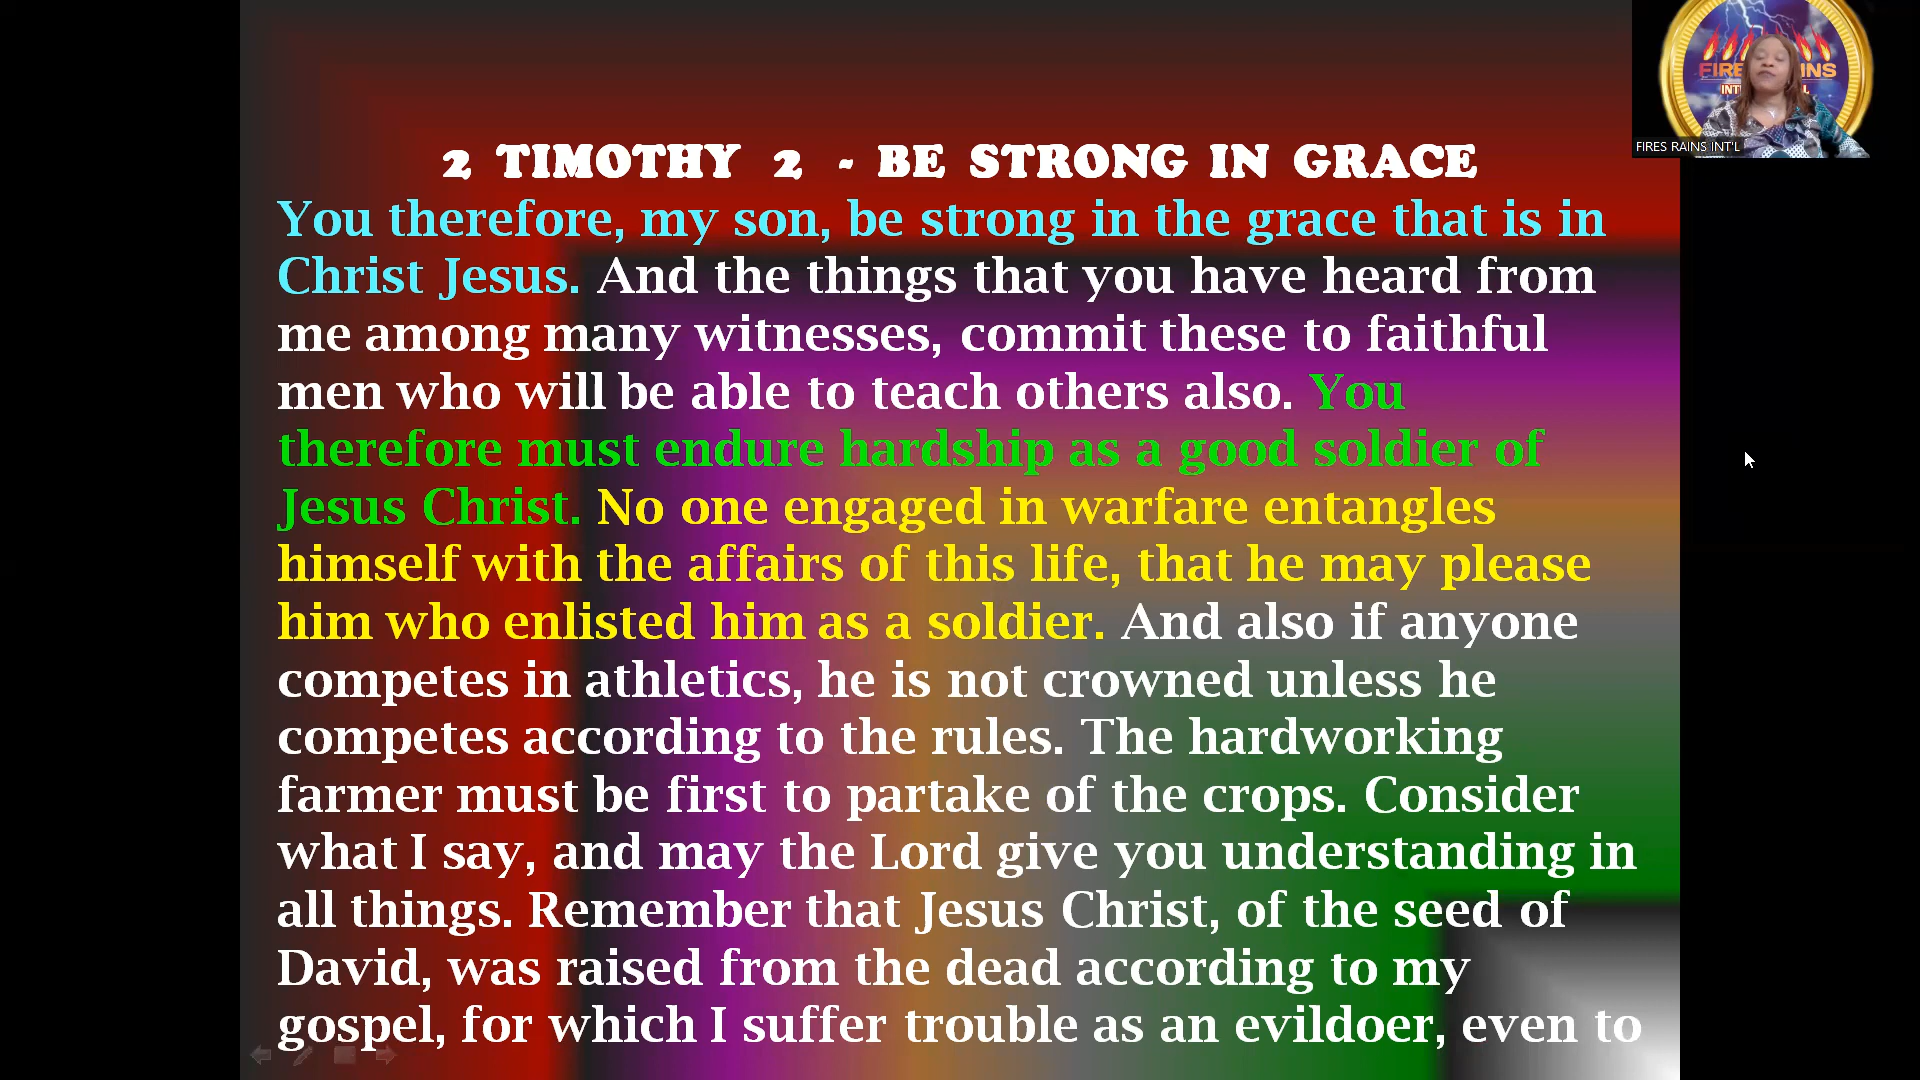 2 TIMOTHY 2 - BE STRONG IN GRACE
You therefore, my son, be strong in the grace that is in
Christ Jesus. And the things that you have heard from
me among many witnesses, commit these to faithful
men who will be able to teach others also. You
therefore must endure hardship as a good soldier of
Jesus Christ. No one engaged in warfare entangles
himself with the affairs of this life, that he may please
him who enlisted him as a soldier. And also if anyone
competes in athletics, he is not crowned unless he
competes according to the rules. The hardworking
farmer must be first to partake of the crops. Consider
what I say, and may the Lord give you understanding in
all things. Remember that Jesus Christ, of the seed of
David, was raised from the dead according to my
gospel, for which I suffer trouble as an evildoer, even to
FIRES RAINS INT'L